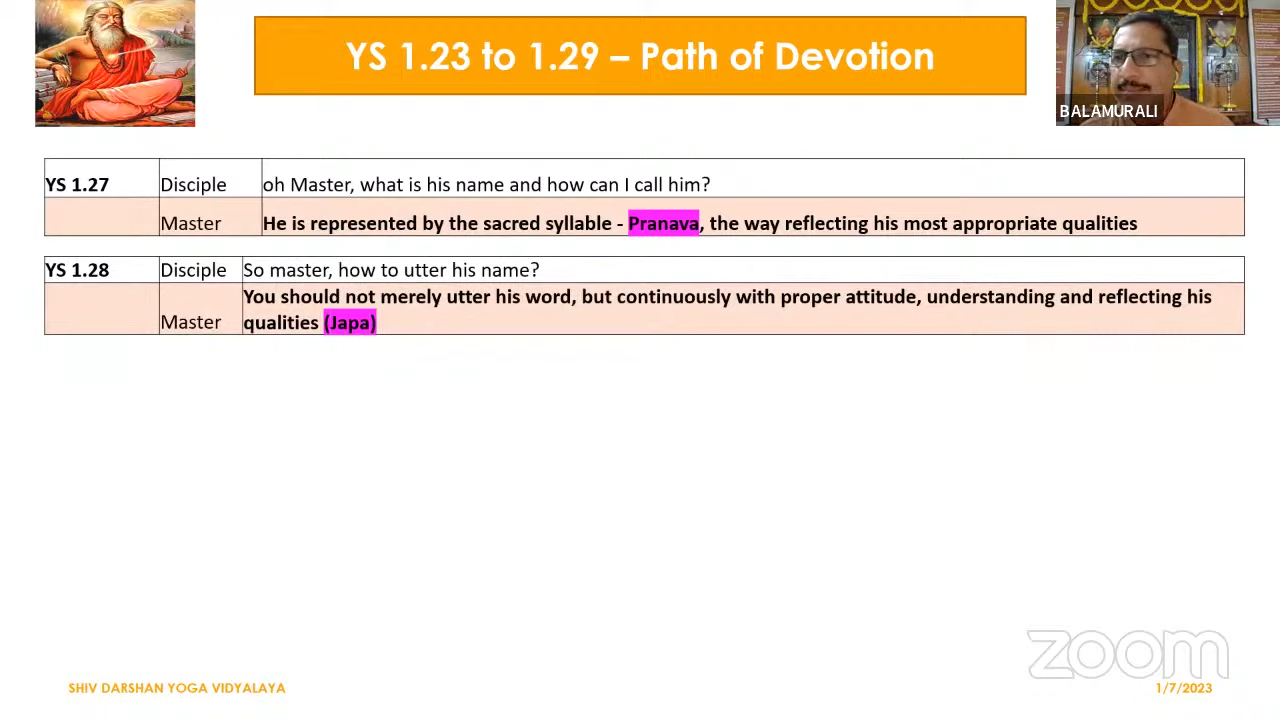 YS 1.23 to 1.29 – Path of Devotion
BALAMURALI
YS 1.27 Disciple oh Master, what is his name and how can I call him?
Master He is represented by the sacred syllable - Pranava, the way reflecting his most appropriate qualities
YS 1.28 Disciple So master, how to utter his name?
You should not merely utter his word, but continuously with proper attitude, understanding and reflecting his
Master qualities (Japa)
zoom
SHIV DARSHAN YOGA VIDYALAYA 1/7/2023